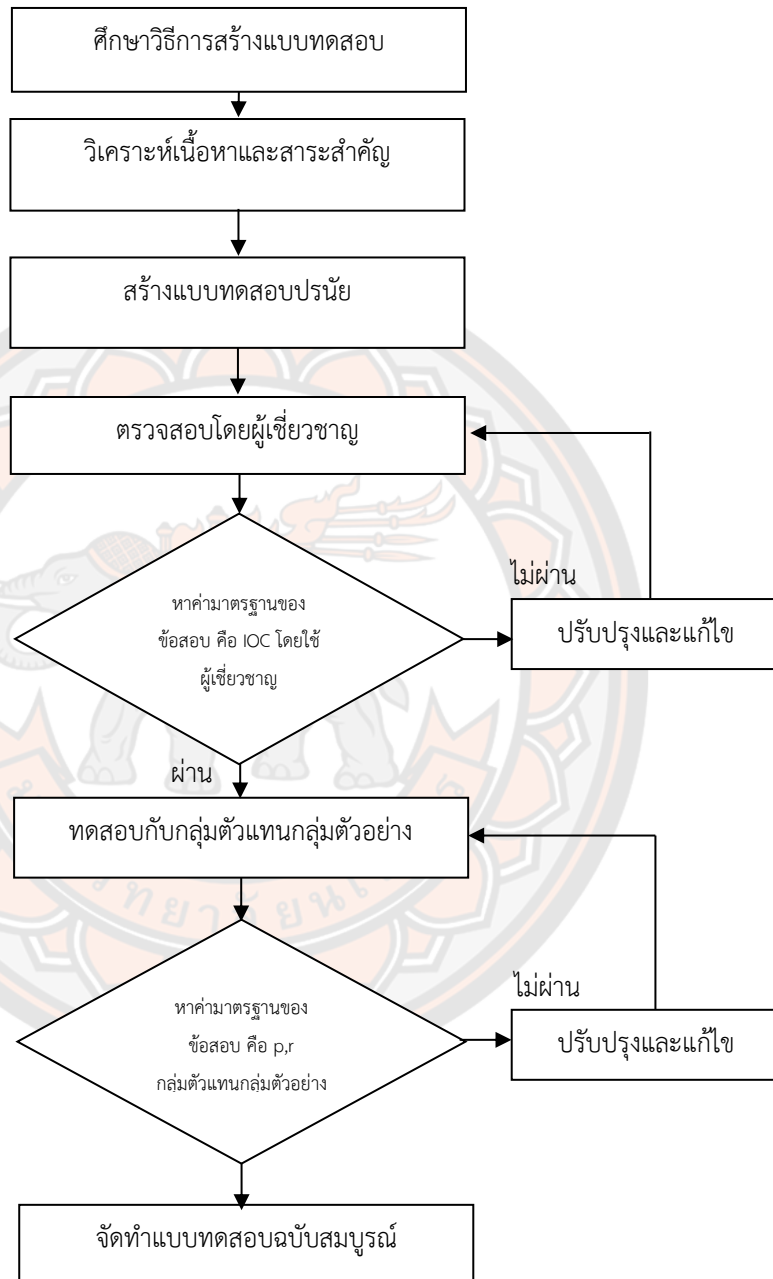 ศึกษาวิธีการสร้างแบบทดสอบ
วิเคราะห์เนื้อหาและสาระสำคัญ
สร้างแบบทดสอบปรนัย
ตรวจสอบโดยผู้เชี่ยวชาญ
หาค่ามาตรฐานของ
ข้อสอบ คือ IOC โดยใช้
ผู้เชี่ยวชาญ
ไม่ผ่าน
ปรับปรุงและแก้ไข
ผ่าน
ทดสอบกับกลุ่มตัวแทนกลุ่มตัวอย่าง
หาค่ามาตรฐานของ
ข้อสอบ คือ p,r
กลุ่มตัวแทนกลุ่มตัวอย่าง
ไม่ผ่าน
ปรับปรุงและแก้ไข
จัดทำแบบทดสอบฉบับสมบูรณ์